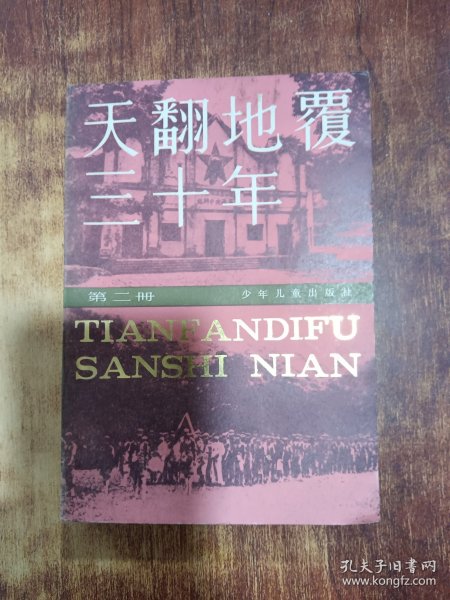 天翻地覆
三十年
第二册 少年儿童出版社
TIANFANDIFU
SANSHI NIAN
孔夫子旧书网
www.kongfz.com